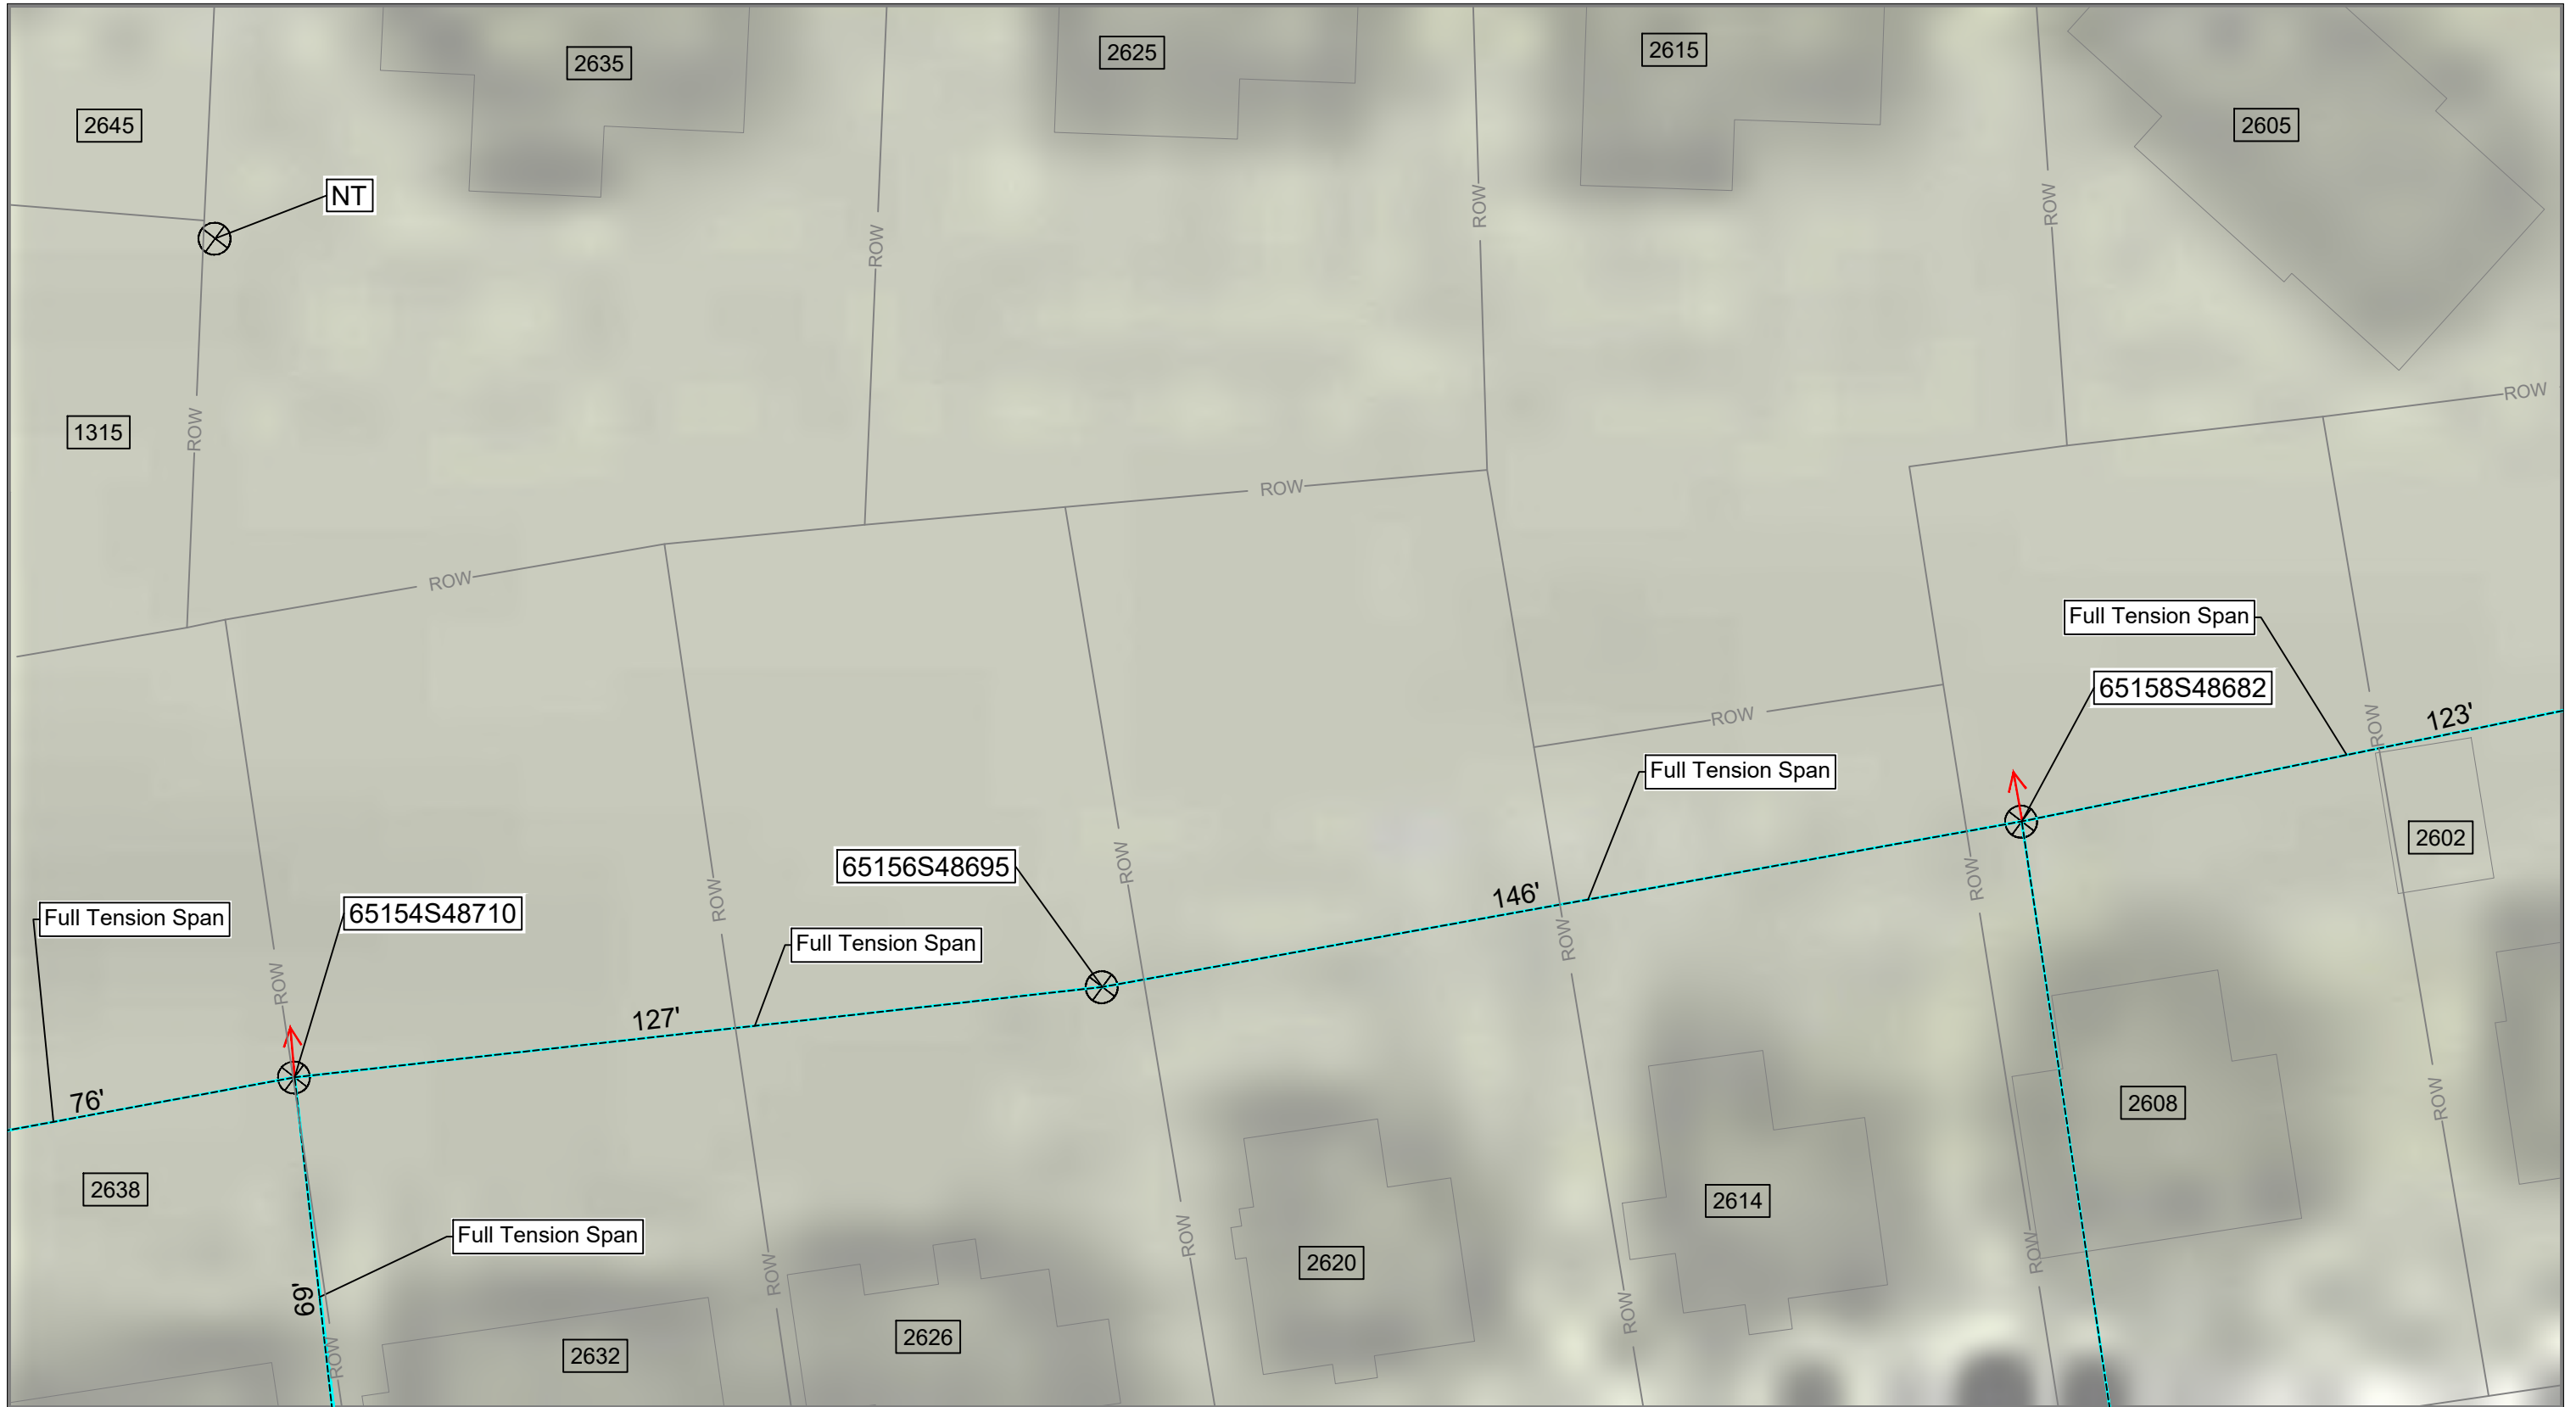 2635
2625
2615
2645
2605
NT
ROW
ROW
ROW
ROW
1315
ROW
ROW
ROW
Full Tension Span
65158S48682
ROW
ROW
123'
Full Tension Span
2602
65156S48695
ROW
ROW
146'
ROW
Full Tension Span
65154S48710
Full Tension Span
ROW
ROW
127'
76'
ROW
2608
2638
2614
Full Tension Span
ROW
ROW
2620
ROW
69'
ROW
2626
2632
ROW